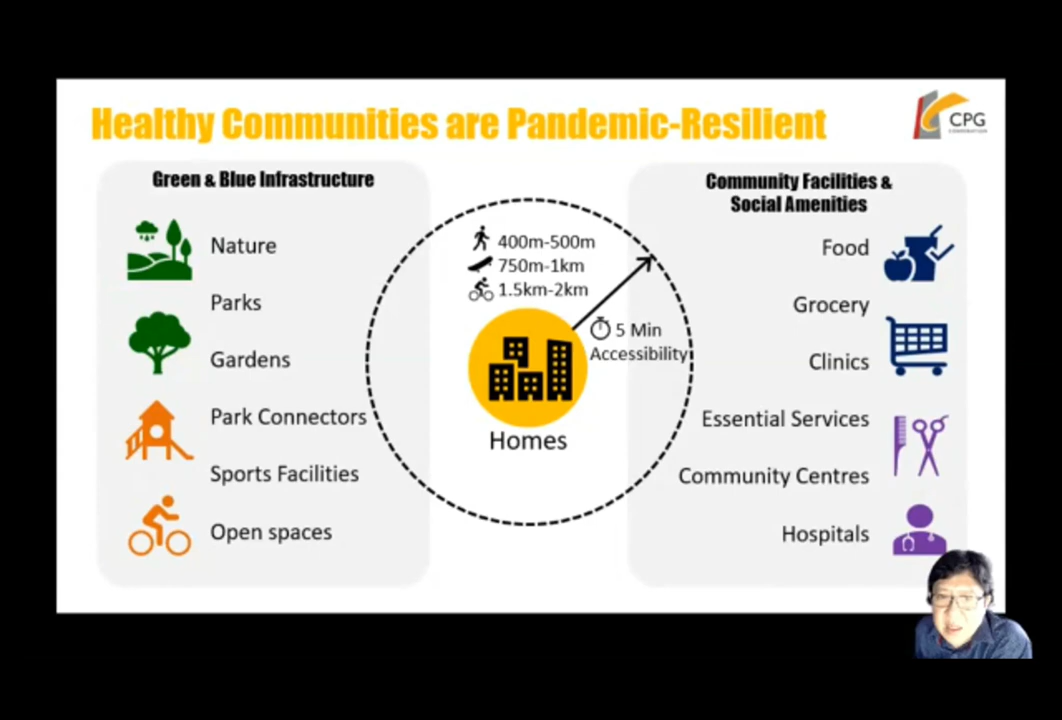 Healthy Communities are Pandemic-Resilient
CPG
CORPORATION
Green & Blue Infrastructure
Nature
Parks
Gardens
Park Connectors
Sports Facilities
Open spaces
400m-500m
750m-1km
1.5km-2km
5 Min
Accessibility
Homes
Community Facilities &
Social Amenities
Food
Grocery
Clinics
Essential Services
Community Centres
Hospitals